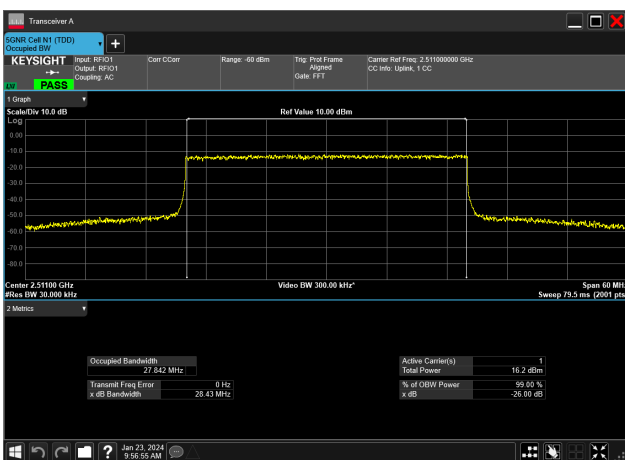 Transceiver A
5GNR Cell N1 (TDD)
Occupied BW
KEYSIGHT
PASS
Input: RFIO1
Output: RFIO1
Coupling: AC
Corr CCorr
Range: -60 dBm
Trig: Prot Frame
Aligned
Gate: FFT
Carrier Ref Freq: 2.511000000 GHz
CC Info: Uplink, 1 CC
1 Graph
Scale/Div 10.0 dB
Ref Value 10.00 dBm
Log
0.00
-10.0
-20.0
-30.0
-40.0
-50.0
-60.0
-70.0
-80.0
Center 2.51100 GHz
Video BW 300.00 kHz*
Span 60 MH
#Res BW 30.000 kHz
Sweep 79.5 ms (2001 pts
2 Metrics
Occupied Bandwidth
27.842 MHz
Transmit Freq Error 0 Hz
x dB Bandwidth 28.43 MHz
Active Carrier(s) 1
Total Power 16.2 dBm
% of OBW Power 99.00 %
x dB -26.00 dB
Jan 23, 2024
9:56:55 AM